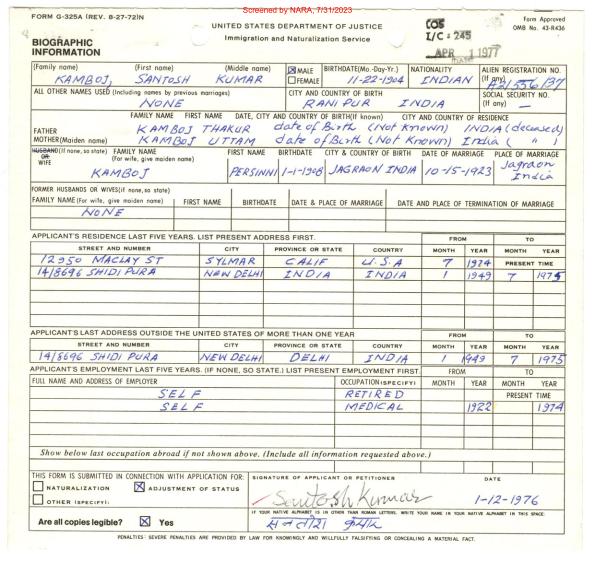 Screened by NARA, 7/31/2023
FORM G-325A (REV. 8-27-72)N
UNITED STATES DEPARTMENT OF JUSTICE
Immigration and Naturalization Service
COS
I/C: 245
APR 1 1977
Form Approved
OMB No. 43-R436
BIOGRAPHIC INFORMATION
(Family name) (First name) (Middle name) ☒ MALE ☐ FEMALE BIRTHDATE(Mo.-Day-Yr.) NATIONALITY ALIEN REGISTRATION NO. (If any)
KAMBOJ, SANTOSH KUMAR 11-22-1904 INDIAN A21556137
ALL OTHER NAMES USED (Including names by previous marriages) CITY AND COUNTRY OF BIRTH SOCIAL SECURITY NO. (If any)
NONE RANIPUR INDIA —
FAMILY NAME FIRST NAME DATE, CITY AND COUNTRY OF BIRTH(If known) CITY AND COUNTRY OF RESIDENCE
FATHER KAMBOJ THAKUR date of Birth (Not Known) INDIA (deceased)
MOTHER(Maiden name) KAMBOJ UTTAM date of Birth (Not Known) India ( " )
HUSBAND(If none, so state) OR WIFE FAMILY NAME (For wife, give maiden name) FIRST NAME BIRTHDATE CITY & COUNTRY OF BIRTH DATE OF MARRIAGE PLACE OF MARRIAGE
KAMBOJ PERSINNI 1-1-1908 JAGRAON INDIA 10-15-1923 Jagraon India
FORMER HUSBANDS OR WIVES(if none, so state)
FAMILY NAME (For wife, give maiden name) FIRST NAME BIRTHDATE DATE & PLACE OF MARRIAGE DATE AND PLACE OF TERMINATION OF MARRIAGE
NONE
APPLICANT'S RESIDENCE LAST FIVE YEARS. LIST PRESENT ADDRESS FIRST. FROM TO
STREET AND NUMBER CITY PROVINCE OR STATE COUNTRY MONTH YEAR MONTH YEAR
12950 MACLAY ST SYLMAR CALIF U.S.A 7 1974 PRESENT TIME
14/8696 SHIDI PURA NEW DELHI INDIA INDIA 1 1949 7 1975
APPLICANT'S LAST ADDRESS OUTSIDE THE UNITED STATES OF MORE THAN ONE YEAR FROM TO
STREET AND NUMBER CITY PROVINCE OR STATE COUNTRY MONTH YEAR MONTH YEAR
14/8696 SHIDI PURA NEW DELHI DELHI INDIA 1 1949 7 1975
APPLICANT'S EMPLOYMENT LAST FIVE YEARS. (IF NONE, SO STATE.) LIST PRESENT EMPLOYMENT FIRST. FROM TO
FULL NAME AND ADDRESS OF EMPLOYER OCCUPATION(SPECIFY) MONTH YEAR MONTH YEAR
SELF RETIRED PRESENT TIME
SELF MEDICAL 1922 1974
Show below last occupation abroad if not shown above. (Include all information requested above.)
THIS FORM IS SUBMITTED IN CONNECTION WITH APPLICATION FOR: SIGNATURE OF APPLICANT OR PETITIONER DATE
☐ NATURALIZATION ☒ ADJUSTMENT OF STATUS
☐ OTHER (SPECIFY):
Santosh Kumar 1-12-1976
IF YOUR NATIVE ALPHABET IS IN OTHER THAN ROMAN LETTERS, WRITE YOUR NAME IN YOUR NATIVE ALPHABET IN THIS SPACE:
Are all copies legible? ☒ Yes
PENALTIES: SEVERE PENALTIES ARE PROVIDED BY LAW FOR KNOWINGLY AND WILLFULLY FALSIFYING OR CONCEALING A MATERIAL FACT.